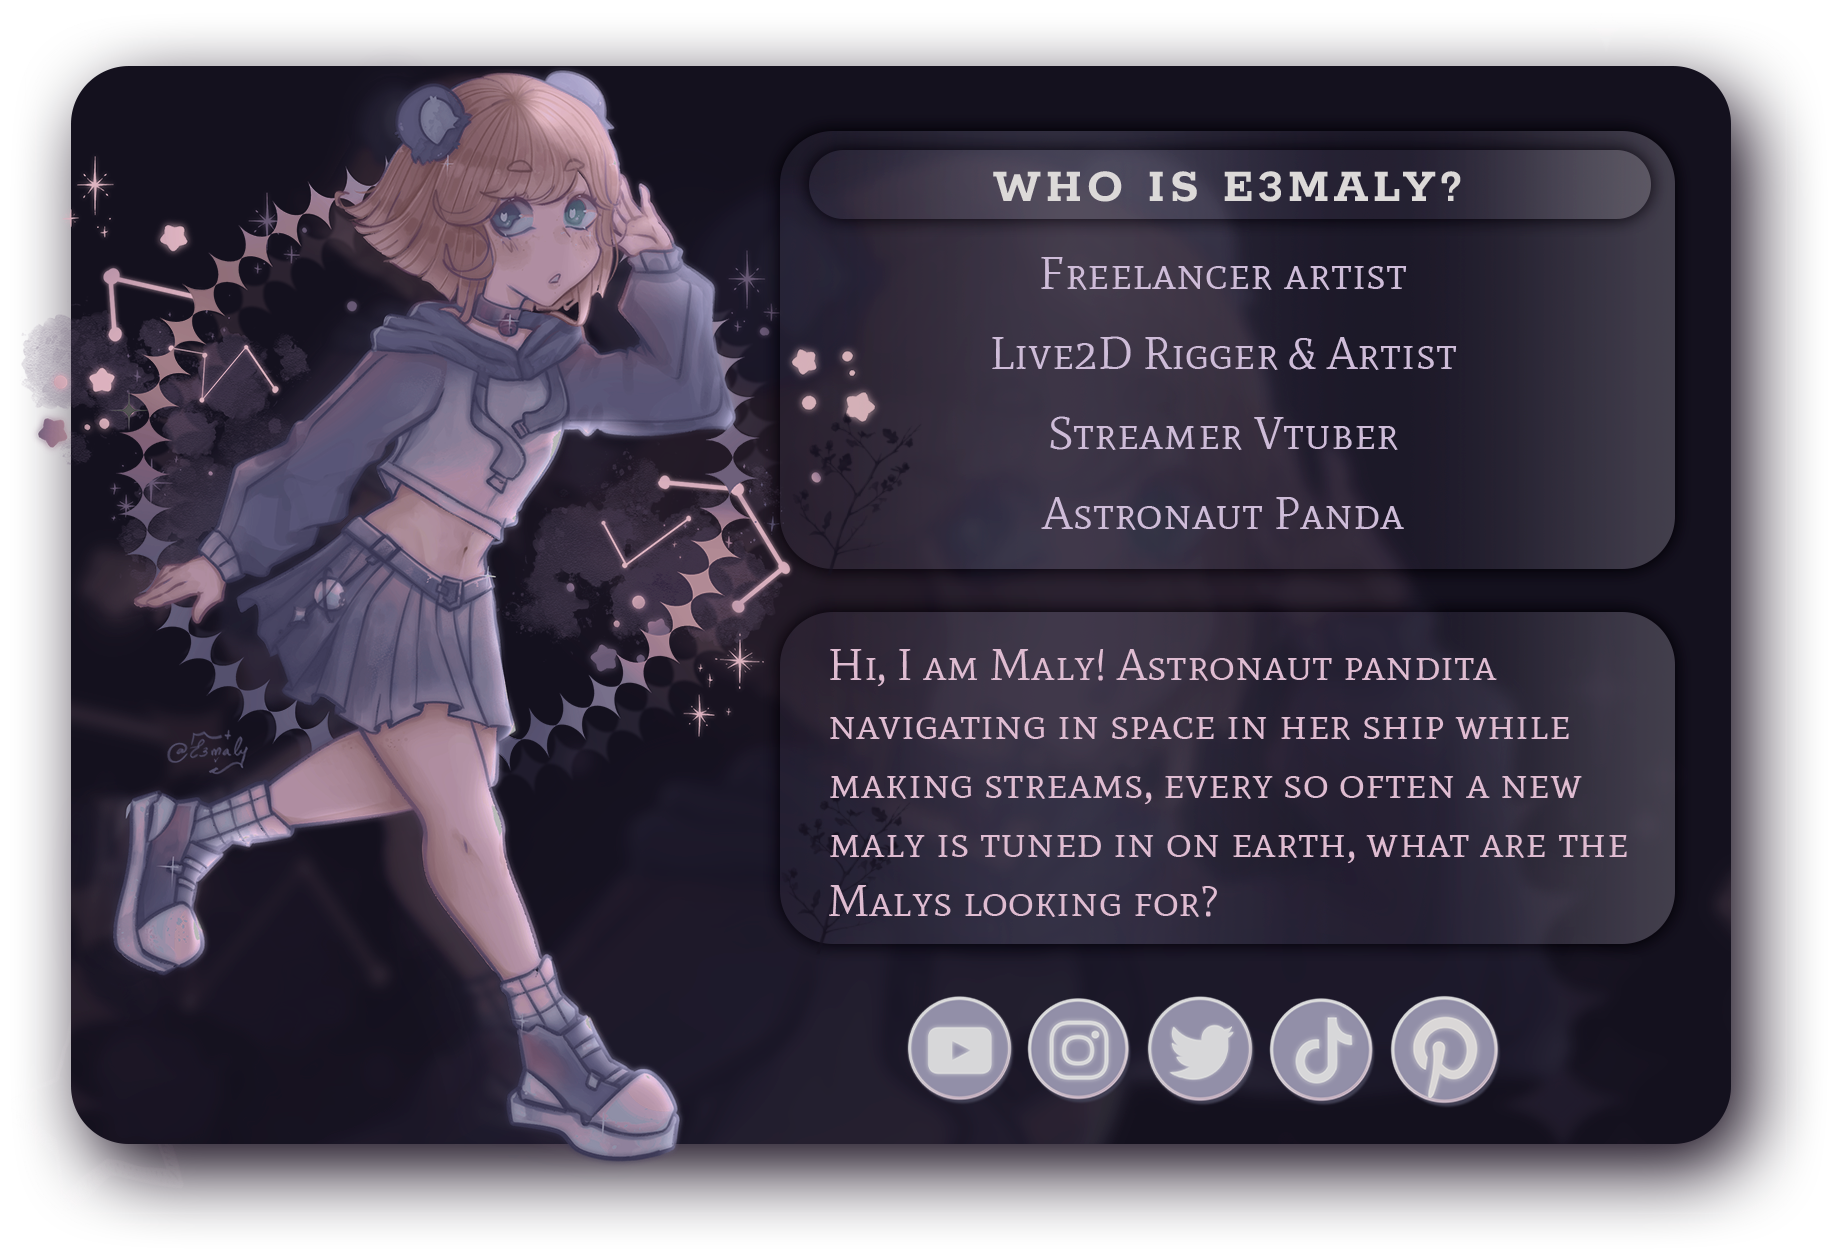 WHO IS E3MALY?
Freelancer artist
Live2D Rigger & Artist
Streamer Vtuber
Astronaut Panda
Hi, I am Maly! Astronaut pandita
navigating in space in her ship while
making streams, every so often a new
maly is tuned in on earth, what are the
Malys looking for?
@E3maly